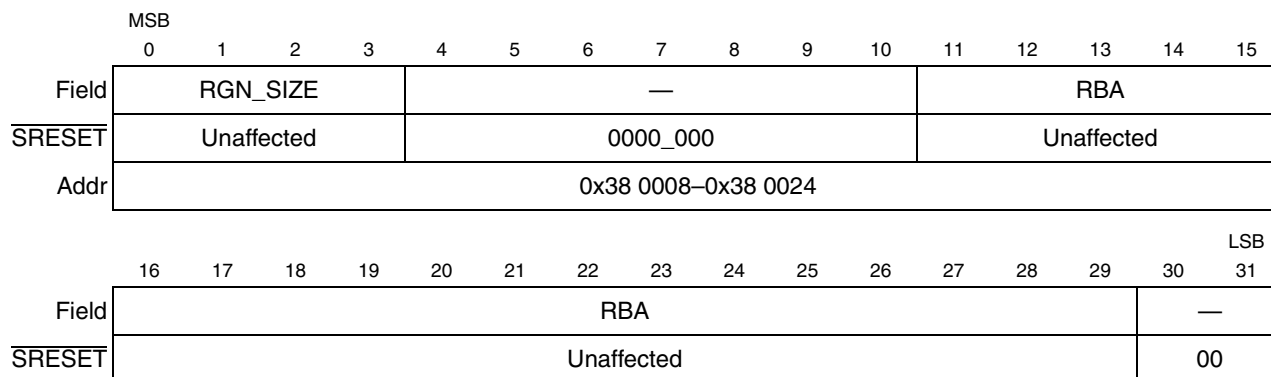 MSB
0 1 2 3 4 5 6 7 8 9 10 11 12 13 14 15
Field RGN_SIZE — RBA
SRESET Unaffected 0000_000 Unaffected
Addr 0x38 0008–0x38 0024
LSB
16 17 18 19 20 21 22 23 24 25 26 27 28 29 30 31
Field RBA —
SRESET Unaffected 00